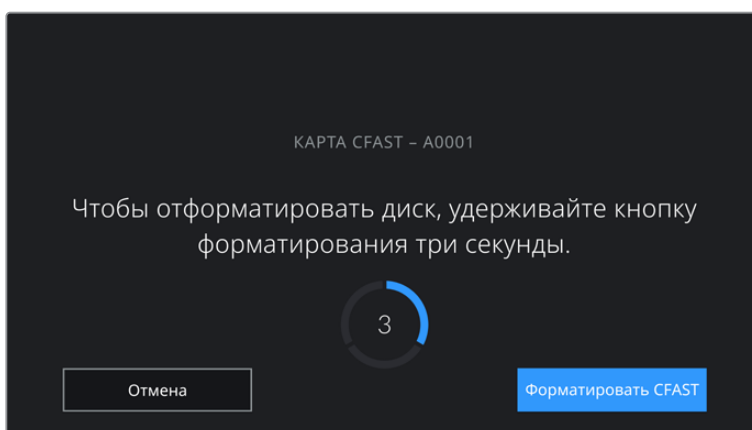 КАРТА CFAST – A0001
Чтобы отформатировать диск, удерживайте кнопку
форматирования три секунды.
3
Отмена
Форматировать CFAST